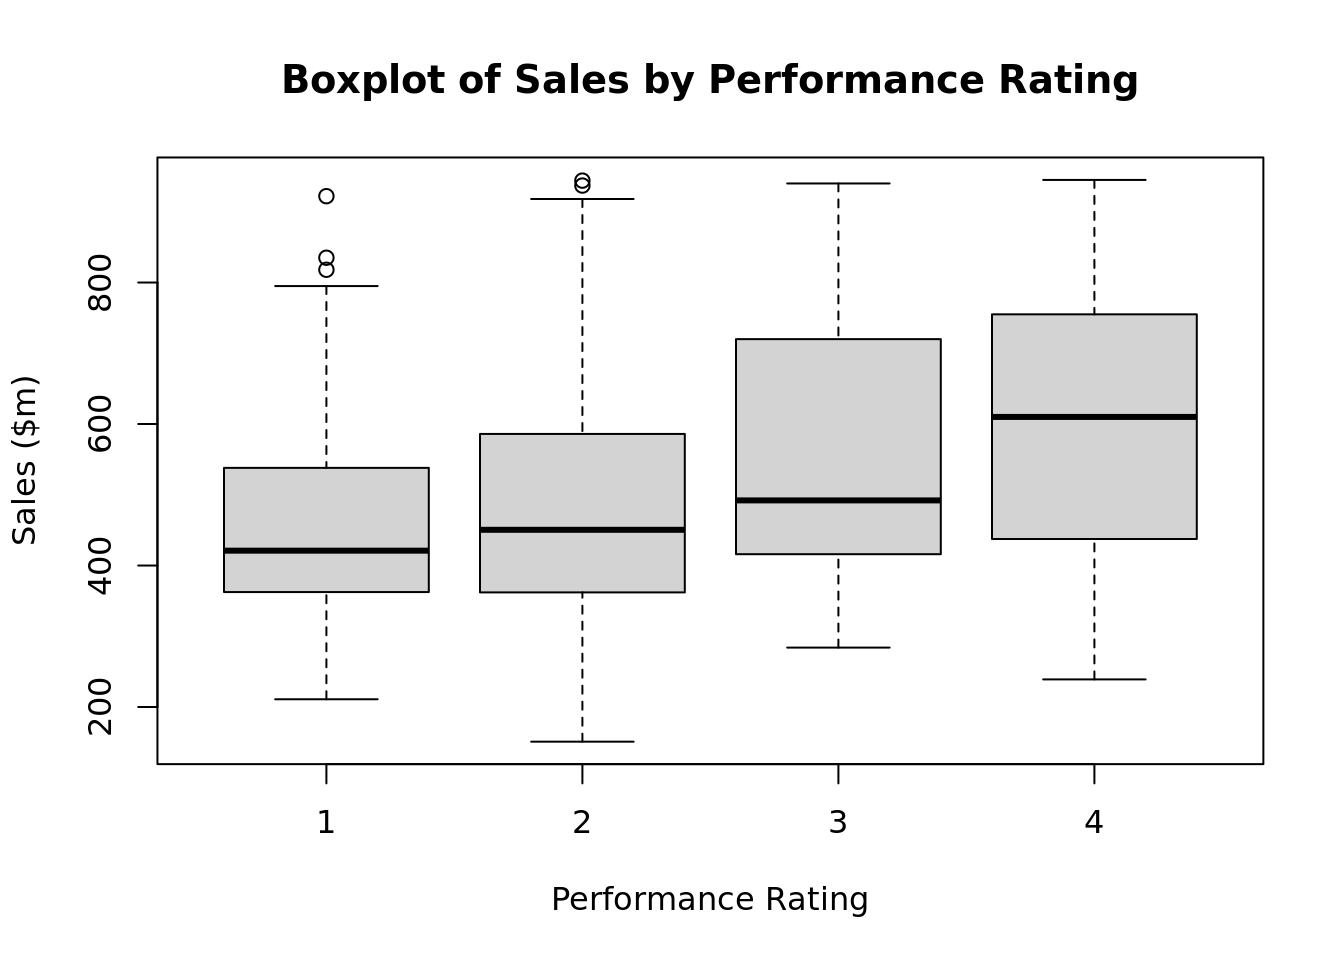 Boxplot of Sales by Performance Rating
Sales ($m)
800
600
400
200
1 2 3 4
Performance Rating